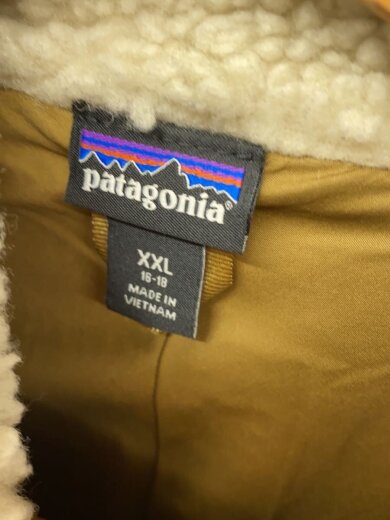 patagonia®
XXL
16-18
MADE IN
VIETNAM